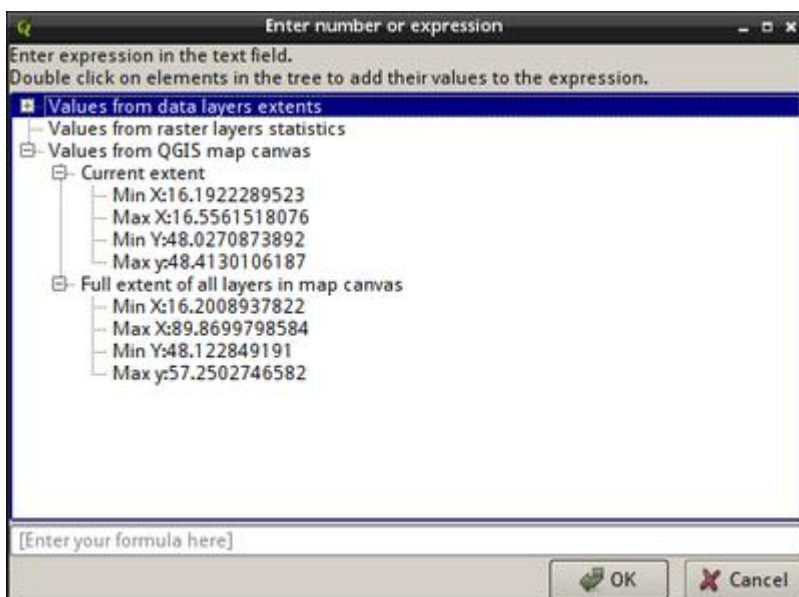 Enter number or expression
Enter expression in the text field.
Double click on elements in the tree to add their values to the expression.
Values from data layers extents
Values from raster layers statistics
Values from QGIS map canvas
Current extent
Min X:16.1922289523
Max X:16.5561518076
Min Y:48.0270873892
Max y:48.4130106187
Full extent of all layers in map canvas
Min X:16.2008937822
Max X:89.8699798584
Min Y:48.122849191
Max y:57.2502746582
[Enter your formula here]
OK Cancel